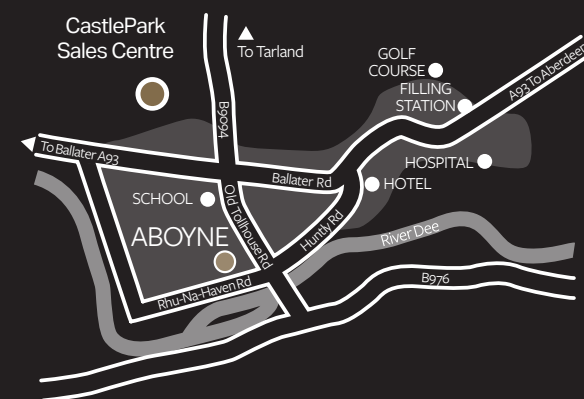 CastlePark
Sales Centre
To Tarland
GOLF
COURSE
FILLING
STATION
A93 To Aberdeen
B9094
To Ballater A93
HOSPITAL
Ballater Rd
HOTEL
SCHOOL
Old Tollhouse Rd
Huntly Rd
ABOYNE
River Dee
B976
Rhu-Na-Haven Rd